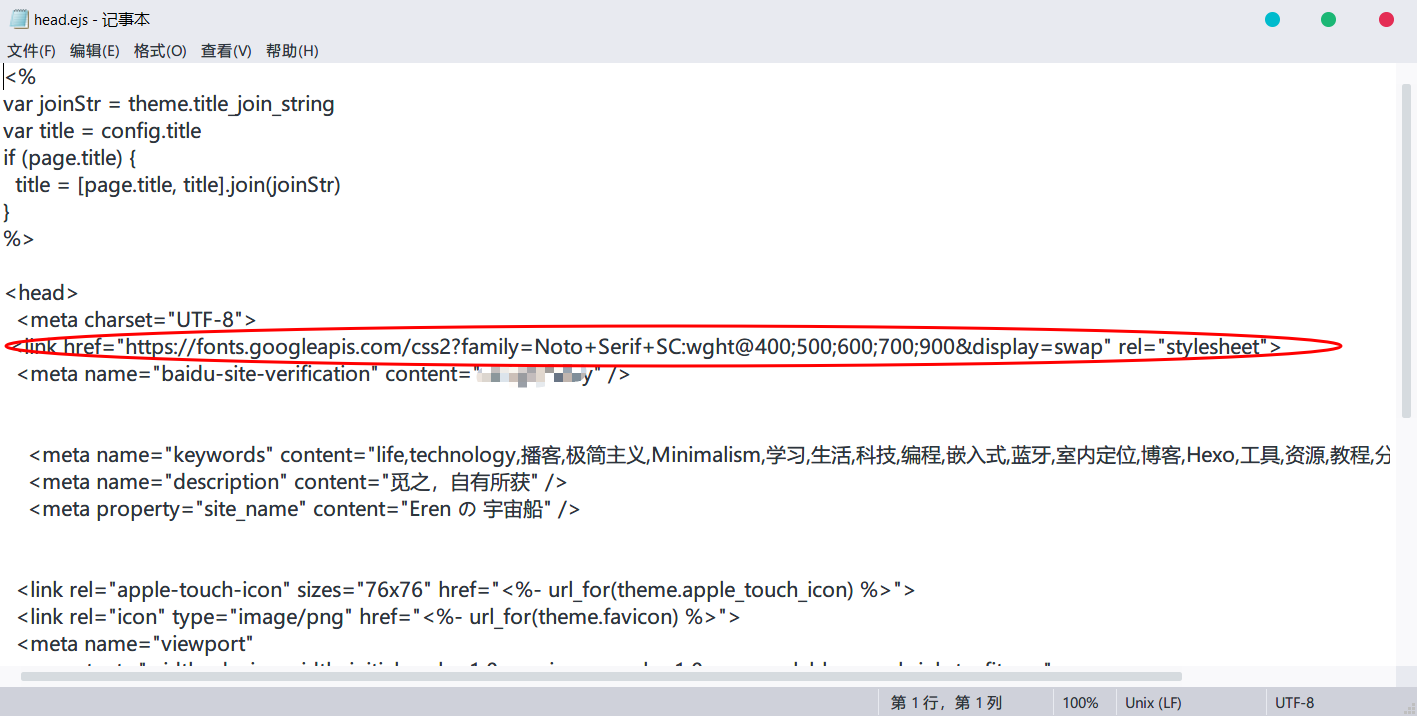 head.ejs - 记事本
文件(F) 编辑(E) 格式(O) 查看(V) 帮助(H)
<%
var joinStr = theme.title_join_string
var title = config.title
if (page.title) {
  title = [page.title, title].join(joinStr)
}
%>
<head>
  <meta charset="UTF-8">
<link href="https://fonts.googleapis.com/css2?family=Noto+Serif+SC:wght@400;500;600;700;900&display=swap" rel="stylesheet">
  <meta name="baidu-site-verification" content="y" />
    <meta name="keywords" content="life,technology,播客,极简主义,Minimalism,学习,生活,科技,编程,嵌入式,蓝牙,室内定位,博客,Hexo,工具,资源,教程,分
    <meta name="description" content="觅之，自有所获" />
    <meta property="site_name" content="Eren の 宇宙船" />
  <link rel="apple-touch-icon" sizes="76x76" href="<%- url_for(theme.apple_touch_icon) %>">
  <link rel="icon" type="image/png" href="<%- url_for(theme.favicon) %>">
  <meta name="viewport"
第 1 行，第 1 列 100% Unix (LF) UTF-8